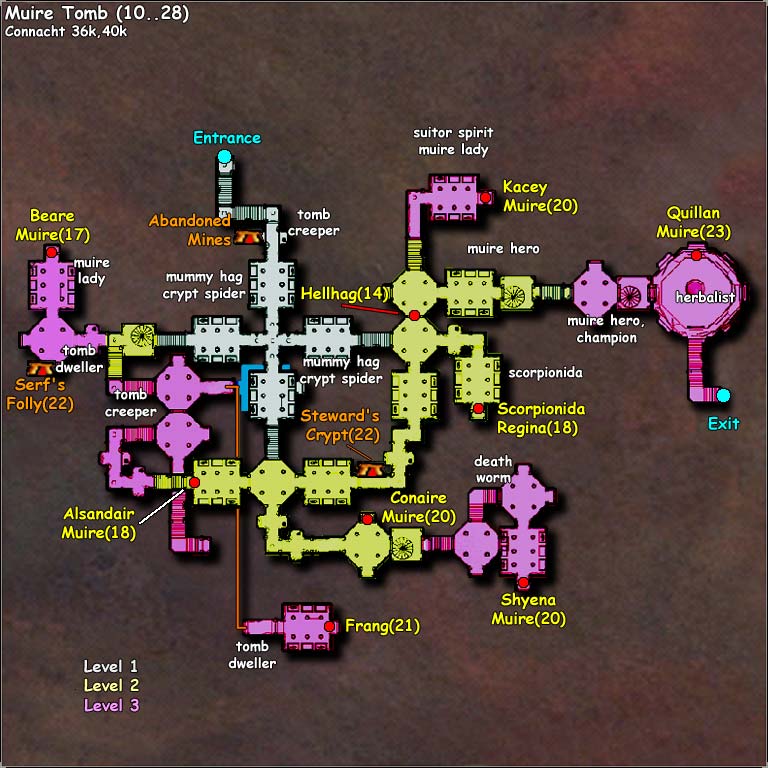 Muire Tomb (10..28)
Connacht 36k,40k
Entrance
suitor spirit
muire lady
Kacey
Muire(20)
Beare
Muire(17)
Abandoned
Mines
tomb
creeper
Quillan
Muire(23)
muire
lady
mummy hag
crypt spider
muire hero
Hellhag(14)
herbalist
muire hero,
champion
tomb
dweller
mummy hag
crypt spider
scorpionida
Serf's
Folly(22)
tomb
creeper
Steward's
Crypt(22)
Scorpionida
Regina(18)
Exit
death
worm
Alsandair
Muire(18)
Conaire
Muire(20)
Shyena
Muire(20)
Frang(21)
tomb
dweller
Level 1
Level 2
Level 3